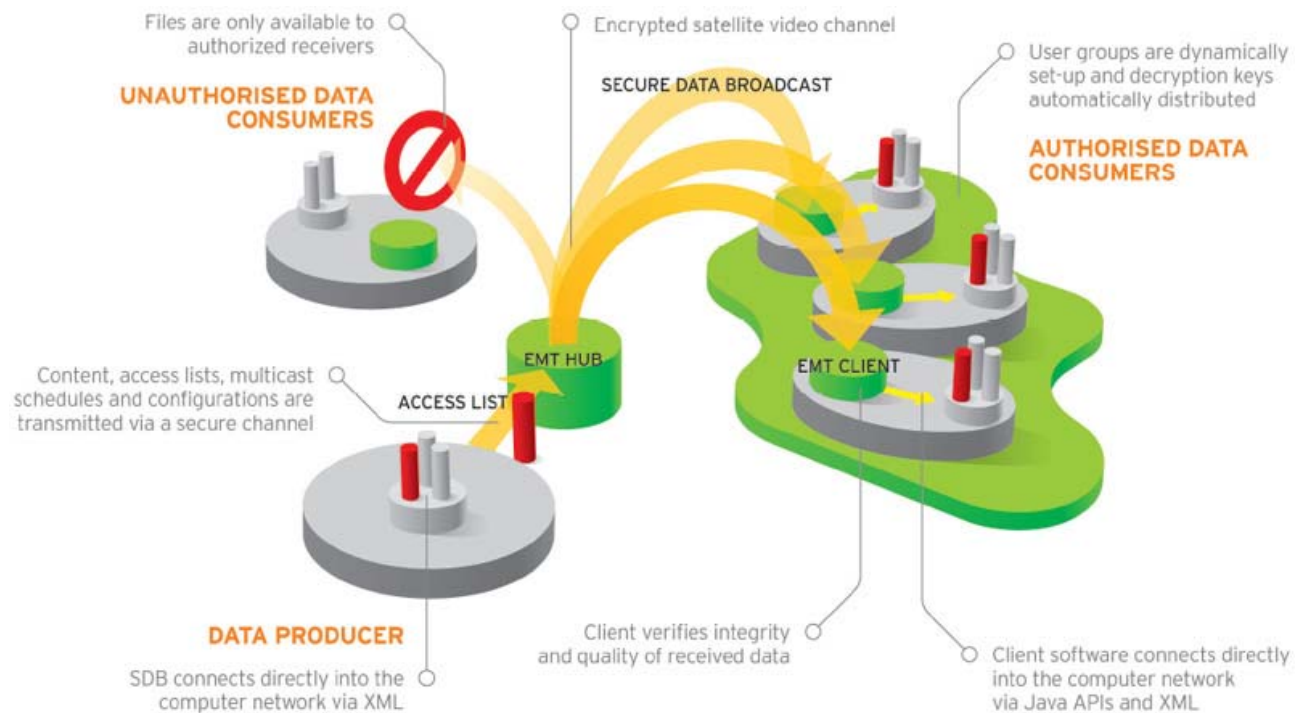 Files are only available to
authorized receivers
UNAUTHORISED DATA
CONSUMERS
Encrypted satellite video channel
SECURE DATA BROADCAST
User groups are dynamically
set-up and decryption keys
automatically distributed
AUTHORISED DATA
CONSUMERS
EMT HUB
EMT CLIENT
Content, access lists, multicast
schedules and configurations are
transmitted via a secure channel
ACCESS LIST
DATA PRODUCER
SDB connects directly into the
computer network via XML
Client verifies integrity
and quality of received data
Client software connects directly
into the computer network
via Java APIs and XML